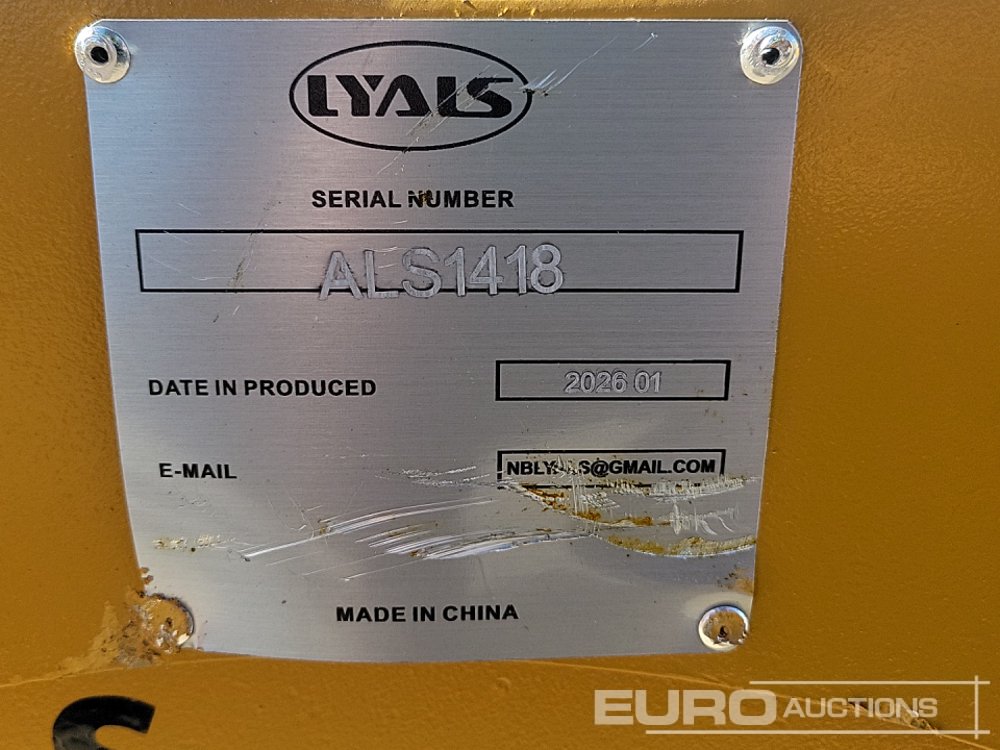 LYALS
SERIAL NUMBER
ALS1418
DATE IN PRODUCED
2026 01
E-MAIL
MADE IN CHINA
S
EURO AUCTIONS